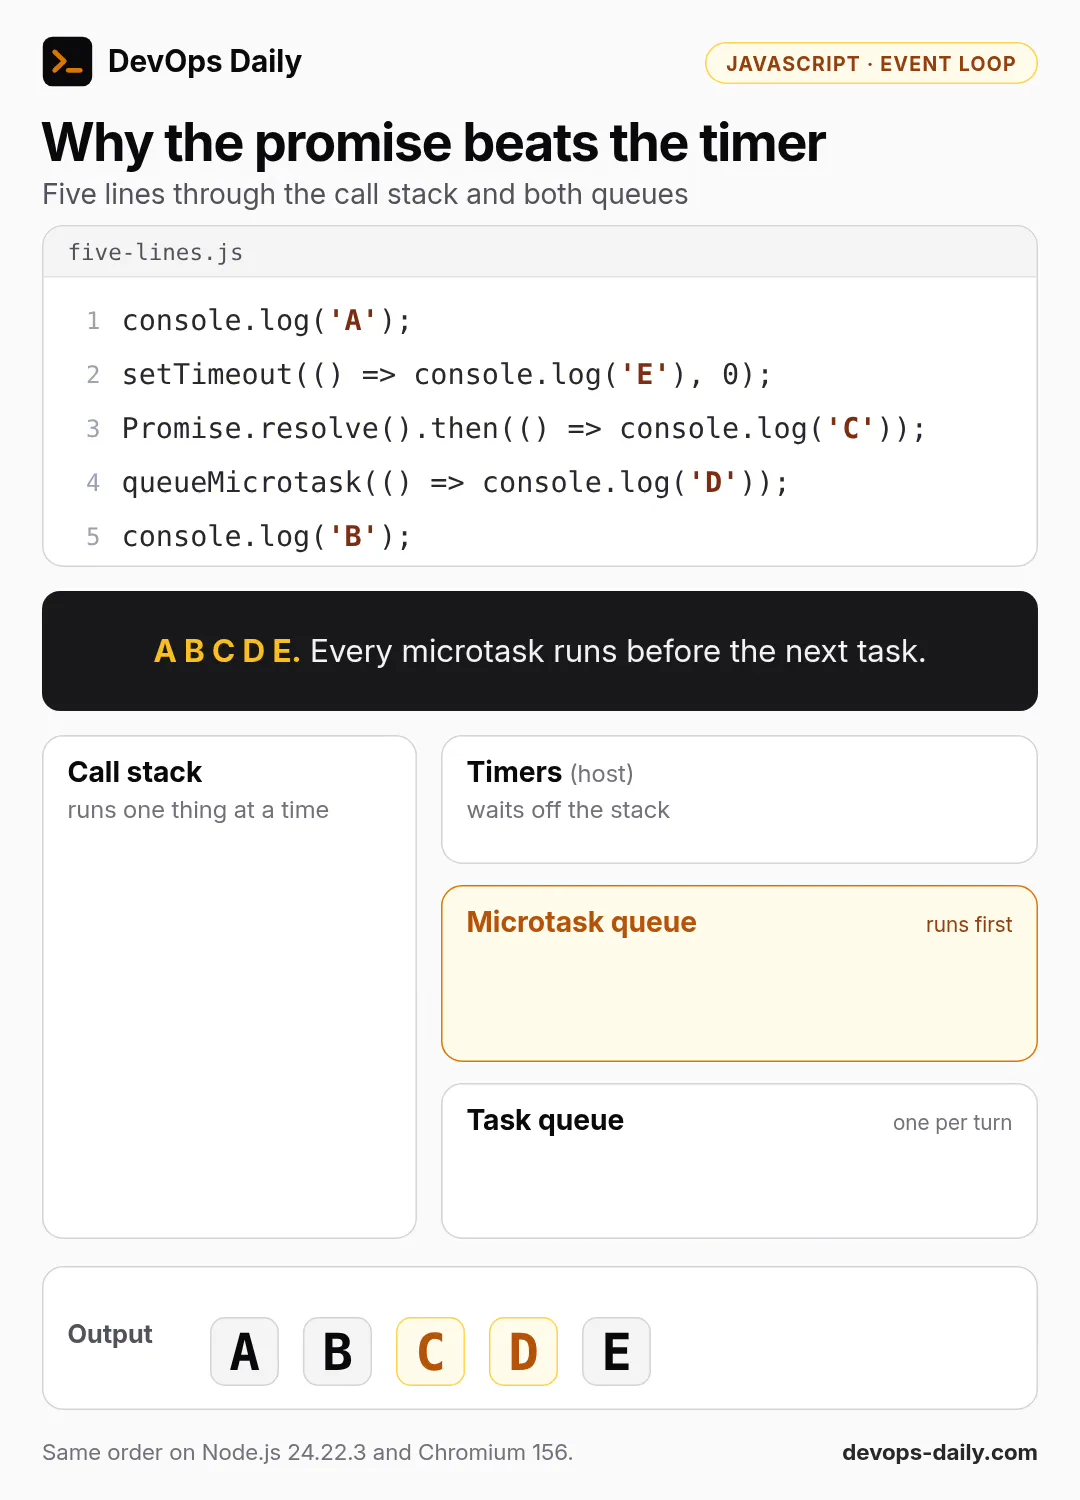 DevOps Daily
JAVASCRIPT · EVENT LOOP
Why the promise beats the timer
Five lines through the call stack and both queues
five-lines.js
1 console.log('A');
2 setTimeout(() => console.log('E'), 0);
3 Promise.resolve().then(() => console.log('C'));
4 queueMicrotask(() => console.log('D'));
5 console.log('B');
A B C D E. Every microtask runs before the next task.
Call stack
runs one thing at a time
Timers (host)
waits off the stack
Microtask queue runs first
Task queue one per turn
Output A B C D E
Same order on Node.js 24.22.3 and Chromium 156.
devops-daily.com